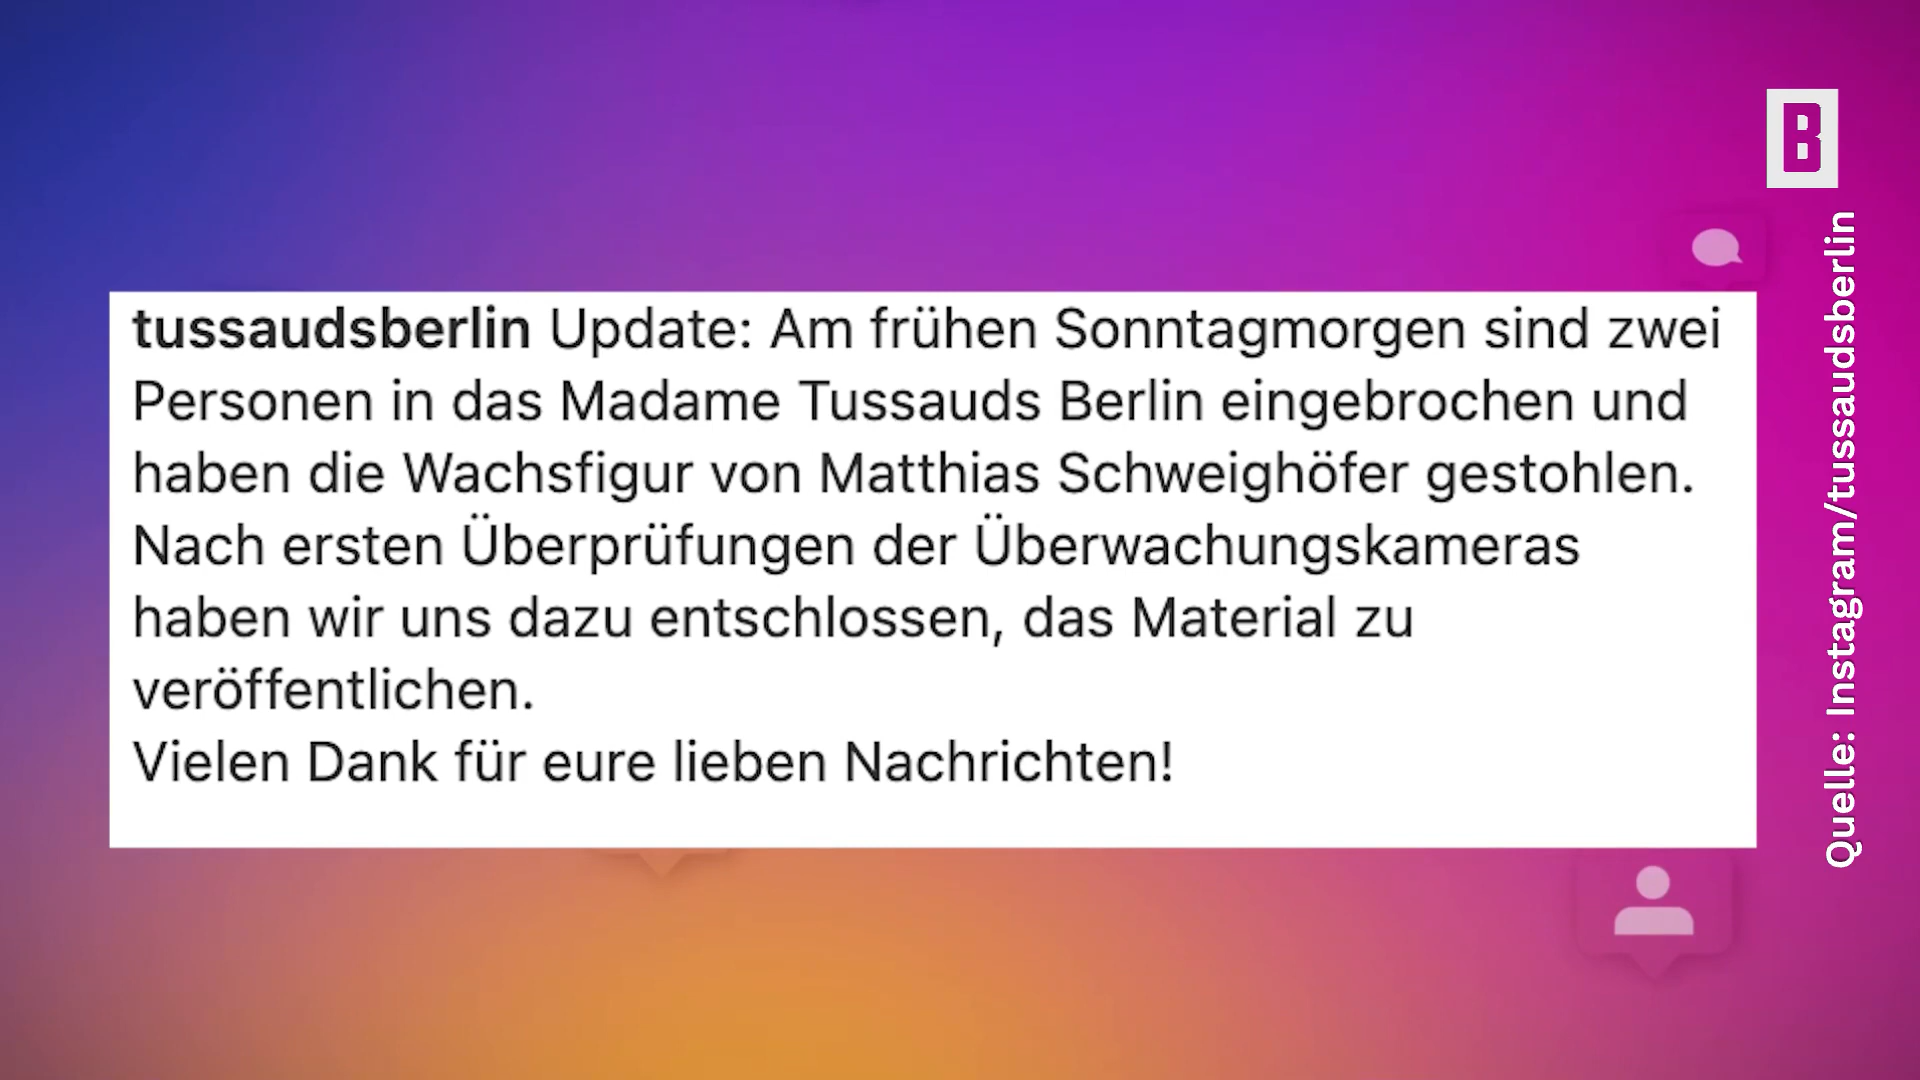 B
tussaudsberlin Update: Am frühen Sonntagmorgen sind zwei
Personen in das Madame Tussauds Berlin eingebrochen und
haben die Wachsfigur von Matthias Schweighöfer gestohlen.
Nach ersten Überprüfungen der Überwachungskameras
haben wir uns dazu entschlossen, das Material zu
veröffentlichen.
Vielen Dank für eure lieben Nachrichten!
Quelle: Instagram/tussaudsberlin